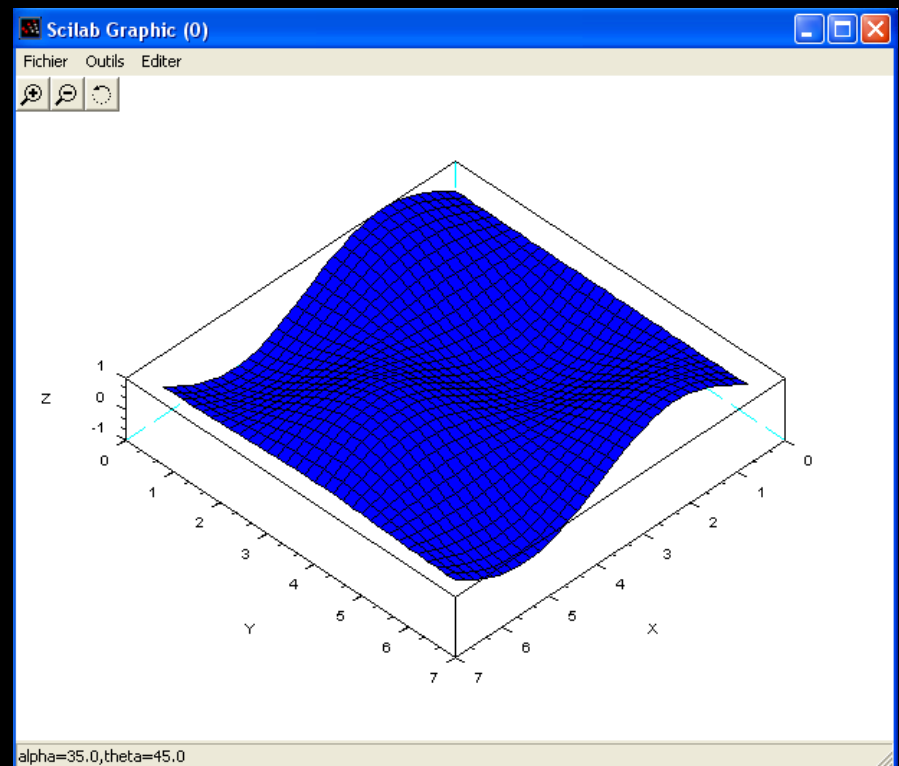 Scilab Graphic (0)
Fichier Outils Editer
1
Z 0
-1
0 0
1 1
2 2
3 3
4 4
5 5
Y X
6 6
7 7
alpha=35.0,theta=45.0